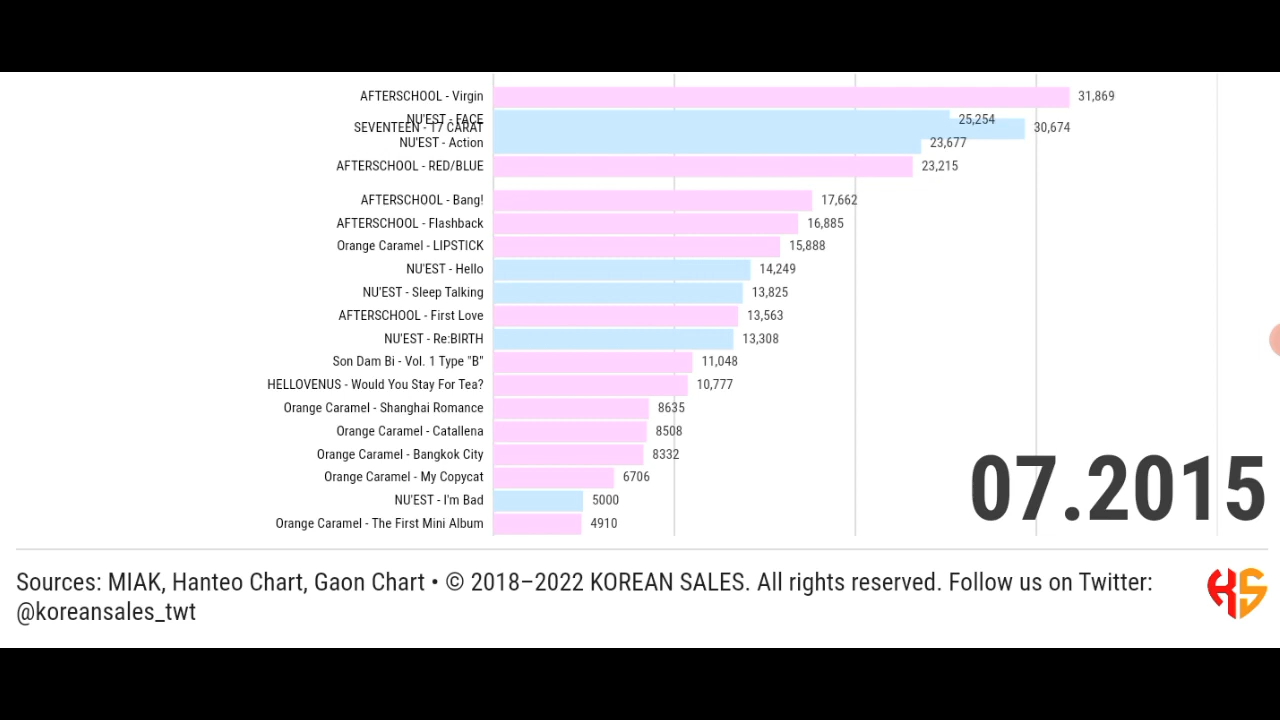 AFTERSCHOOL - Virgin 31,869
NU'EST - FACE 25,254
SEVENTEEN - 17 CARAT 30,674
NU'EST - Action 23,677
AFTERSCHOOL - RED/BLUE 23,215
AFTERSCHOOL - Bang! 17,662
AFTERSCHOOL - Flashback 16,885
Orange Caramel - LIPSTICK 15,888
NU'EST - Hello 14,249
NU'EST - Sleep Talking 13,825
AFTERSCHOOL - First Love 13,563
NU'EST - Re:BIRTH 13,308
Son Dam Bi - Vol. 1 Type "B" 11,048
HELLOVENUS - Would You Stay For Tea? 10,777
Orange Caramel - Shanghai Romance 8635
Orange Caramel - Catallena 8508
Orange Caramel - Bangkok City 8332
Orange Caramel - My Copycat 6706
NU'EST - I'm Bad 5000
Orange Caramel - The First Mini Album 4910
07.2015
Sources: MIAK, Hanteo Chart, Gaon Chart • © 2018–2022 KOREAN SALES. All rights reserved. Follow us on Twitter:
@koreansales_twt
KS